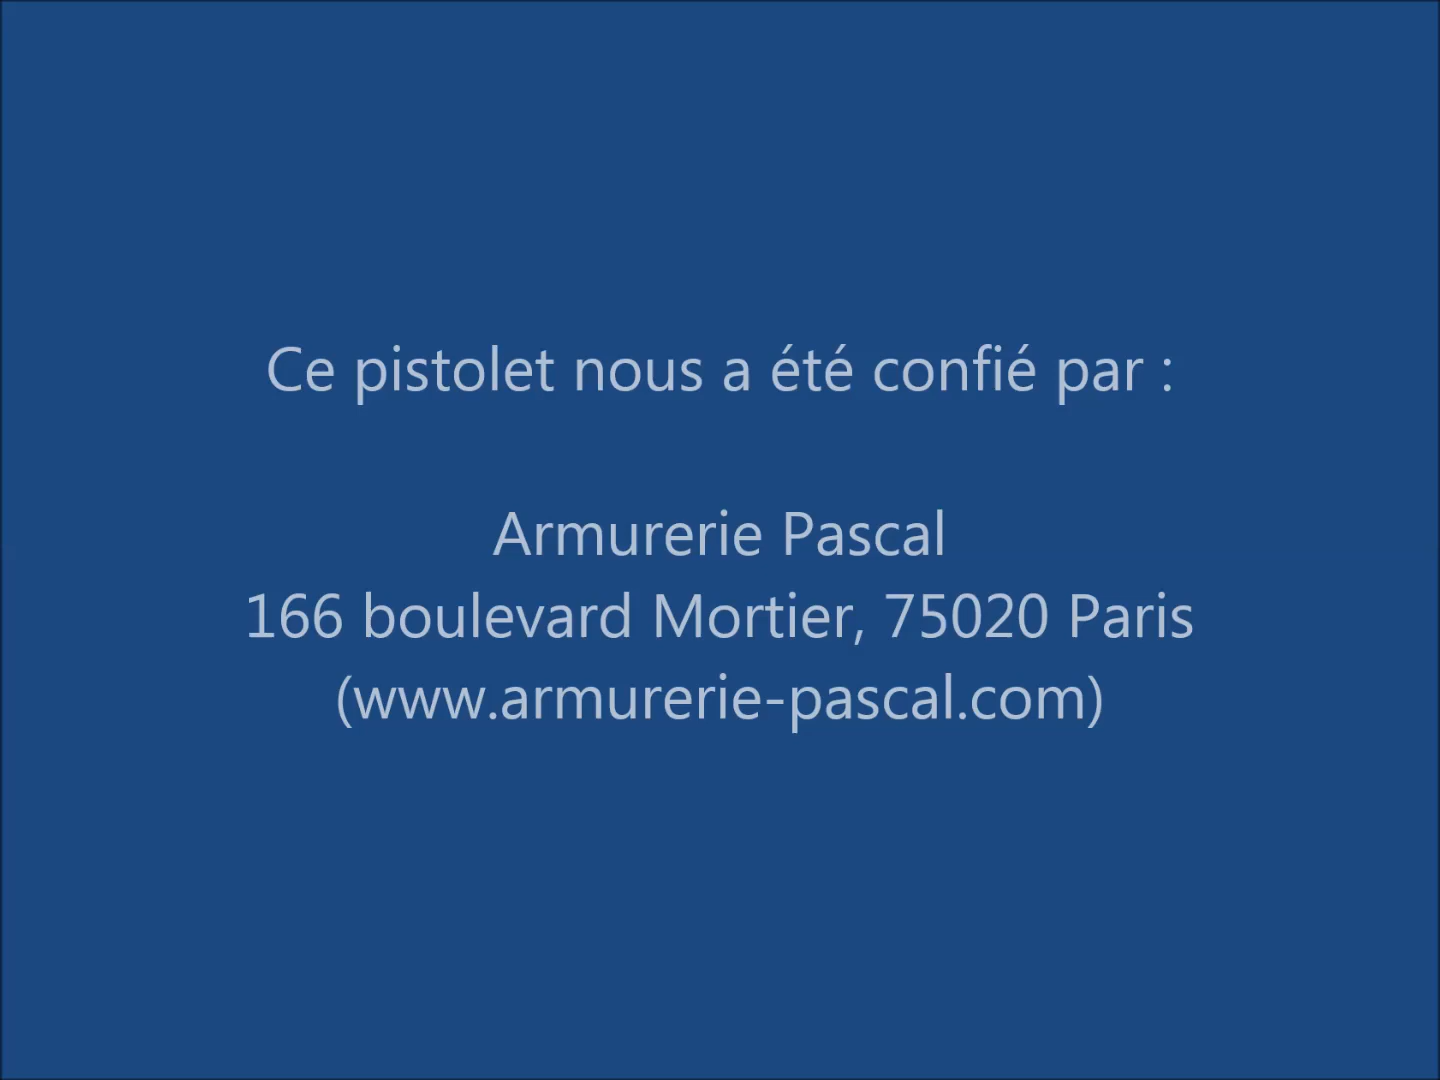 Ce pistolet nous a été confié par :
Armurerie Pascal
166 boulevard Mortier, 75020 Paris
(www.armurerie-pascal.com)